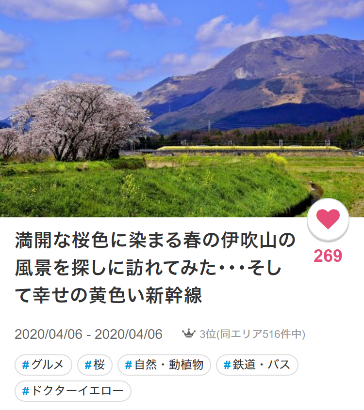 269
満開な桜色に染まる春の伊吹山の
風景を探しに訪れてみた・・・そし
て幸せの黄色い新幹線
2020/04/06 - 2020/04/06 3位(同エリア516件中)
#グルメ #桜 #自然・動植物 #鉄道・バス
#ドクターイエロー